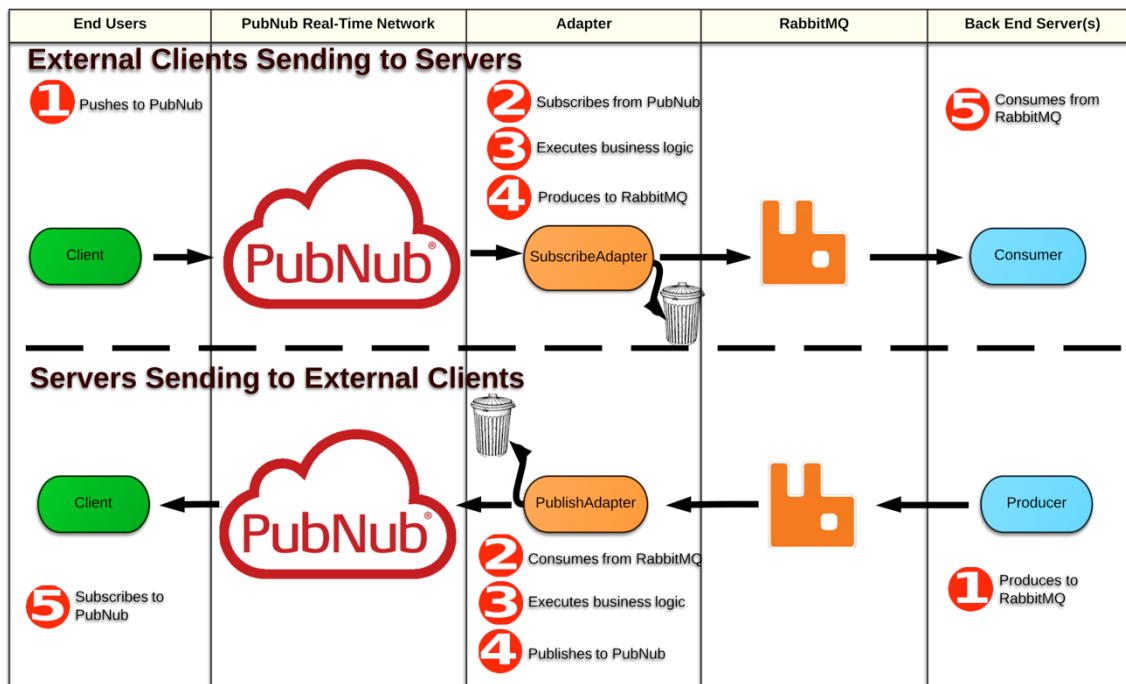 End Users
PubNub Real-Time Network
Adapter
RabbitMQ
Back End Server(s)
External Clients Sending to Servers
1 Pushes to PubNub
2 Subscribes from PubNub
3 Executes business logic
4 Produces to RabbitMQ
5 Consumes from
RabbitMQ
Client
PubNub®
SubscribeAdapter
Consumer
Servers Sending to External Clients
Client
PubNub®
PublishAdapter
Producer
5 Subscribes to
PubNub
2 Consumes from RabbitMQ
3 Executes business logic
4 Publishes to PubNub
1 Produces to
RabbitMQ